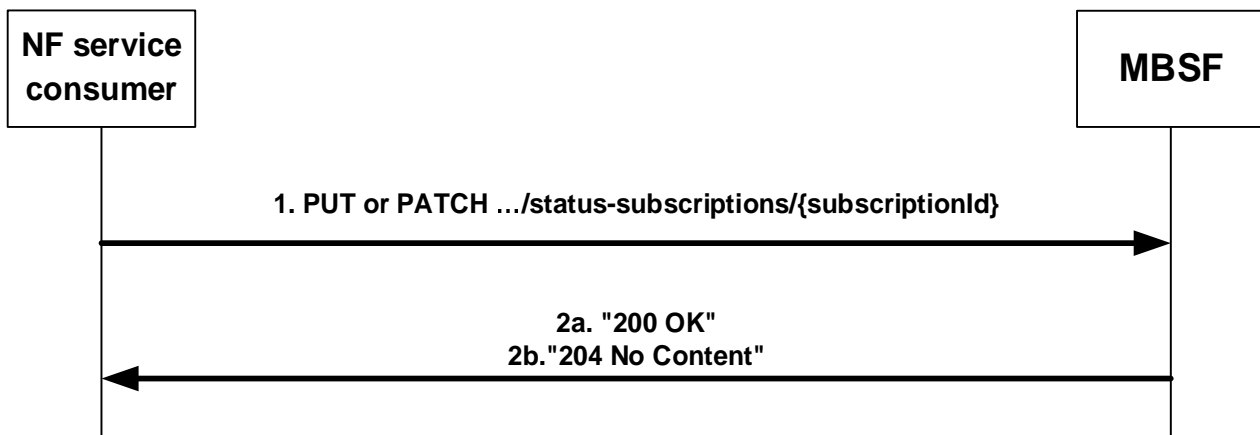 NF service
consumer
MBSF
1. PUT or PATCH …/status-subscriptions/{subscriptionId}
2a. "200 OK"
2b."204 No Content"